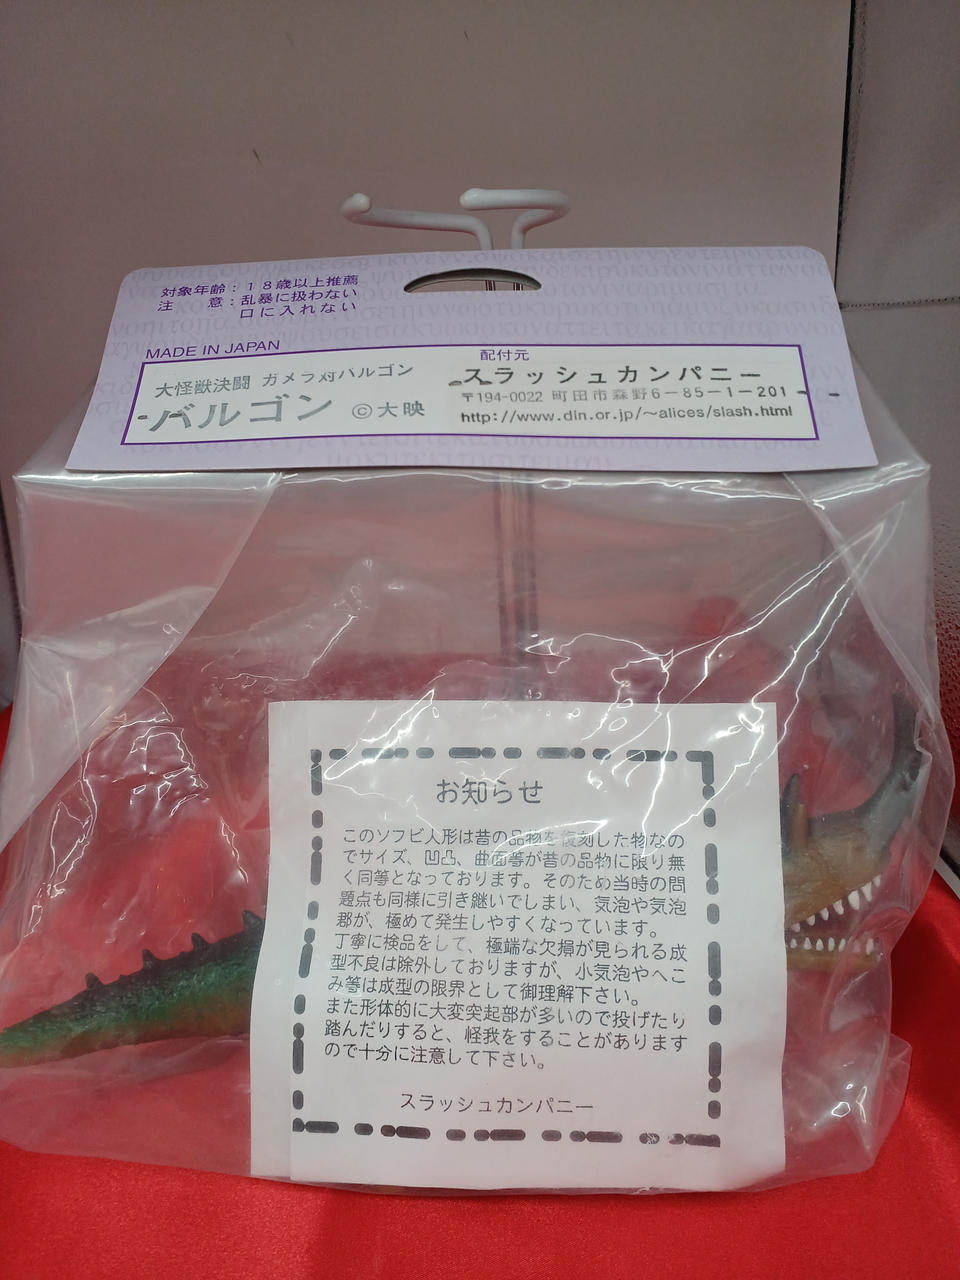 対象年齢：１８歳以上推薦
注　　意：乱暴に扱わない
口に入れない
MADE IN JAPAN
配付元
大怪獣決闘 ガメラ対バルゴン
バルゴン ©大映
スラッシュカンパニー
〒194-0022 町田市森野6-85-1-201
http://www.din.or.jp/~alices/slash.html
お知らせ
このソフビ人形は昔の品物を復刻した物なの
でサイズ、凹凸、曲面等が昔の品物に限り無
く同等となっております。そのため当時の問
題点も同様に引き継いでしまい、気泡や気泡
郡が、極めて発生しやすくなっています。
丁寧に検品をして、極端な欠損が見られる成
型不良は除外しておりますが、小気泡やへこ
み等は成型の限界として御理解下さい。
また形体的に大変突起部が多いので投げたり
踏んだりすると、怪我をすることがあります
ので十分に注意して下さい。
スラッシュカンパニー